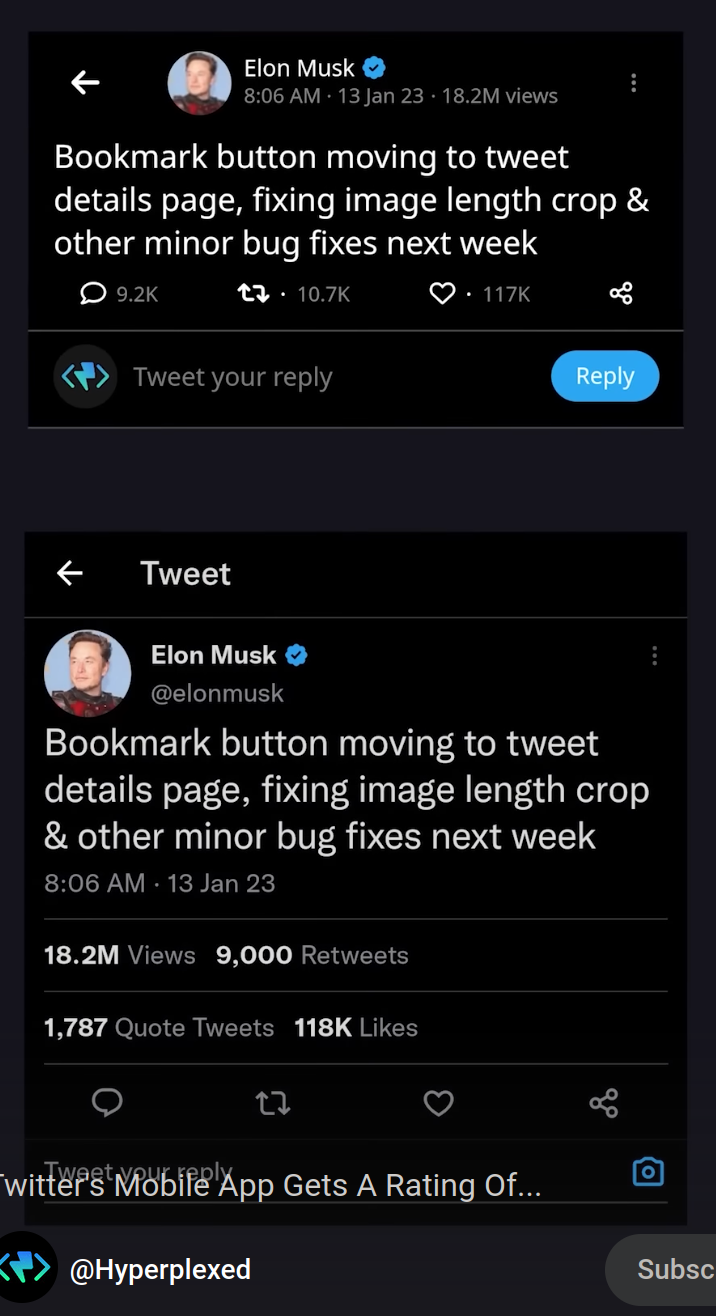 Elon Musk
8:06 AM · 13 Jan 23 · 18.2M views
Bookmark button moving to tweet
details page, fixing image length crop &
other minor bug fixes next week
9.2K · 10.7K · 117K
Tweet your reply Reply
Tweet
Elon Musk
@elonmusk
Bookmark button moving to tweet
details page, fixing image length crop
& other minor bug fixes next week
8:06 AM · 13 Jan 23
18.2M Views 9,000 Retweets
1,787 Quote Tweets 118K Likes
Tweet your reply
Twitter's Mobile App Gets A Rating Of...
@Hyperplexed Subsc